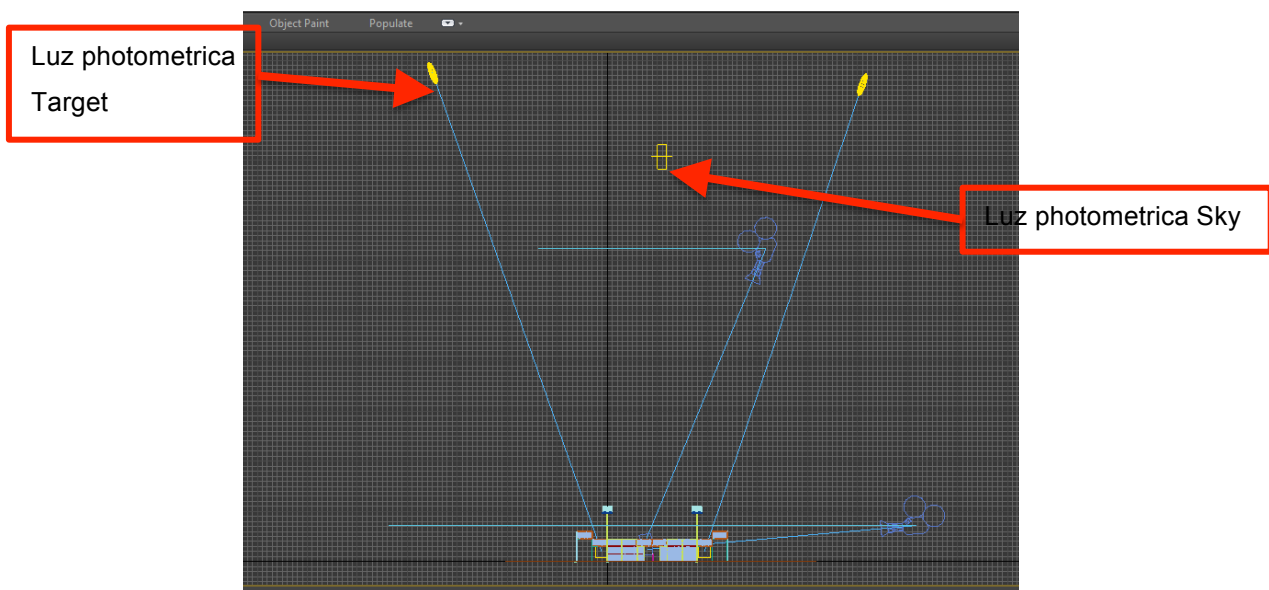 Object Paint Populate
Luz photometrica
Target
Luz photometrica Sky